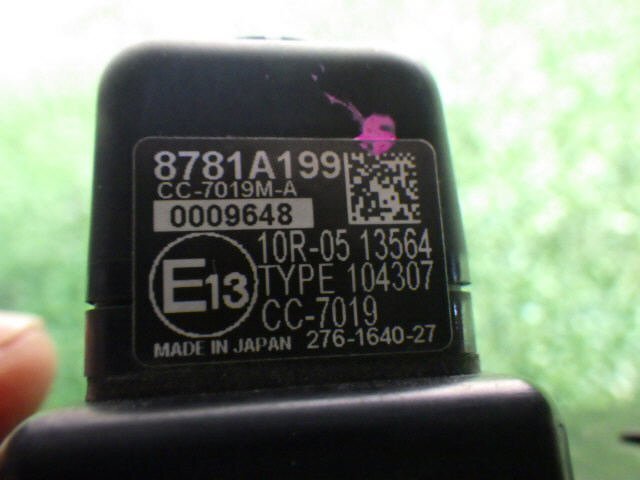 8781A199
CC-7019M-A
0009648
E13
10R-05 13564
TYPE 104307
CC-7019
MADE IN JAPAN 276-1640-27